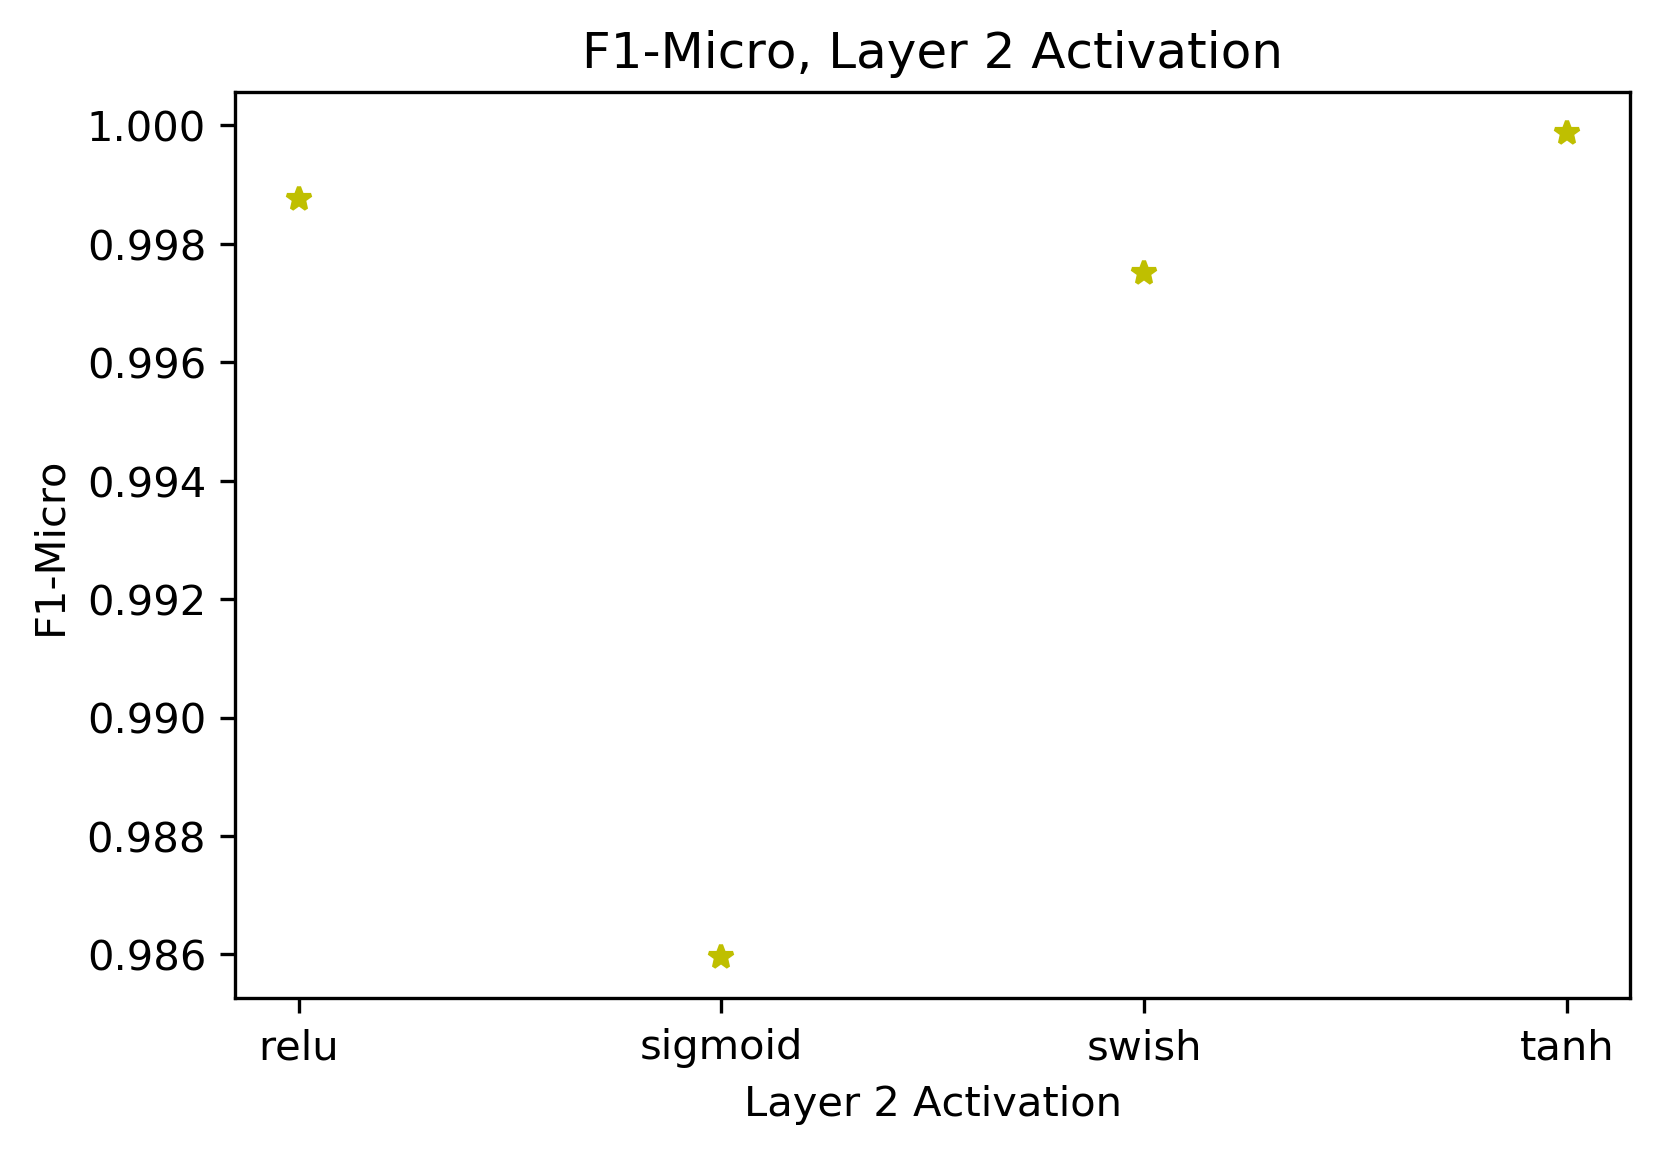 F1-Micro, Layer 2 Activation
1.000
0.998
0.996
0.994
0.992
0.990
0.988
0.986
F1-Micro
relu sigmoid swish tanh
Layer 2 Activation